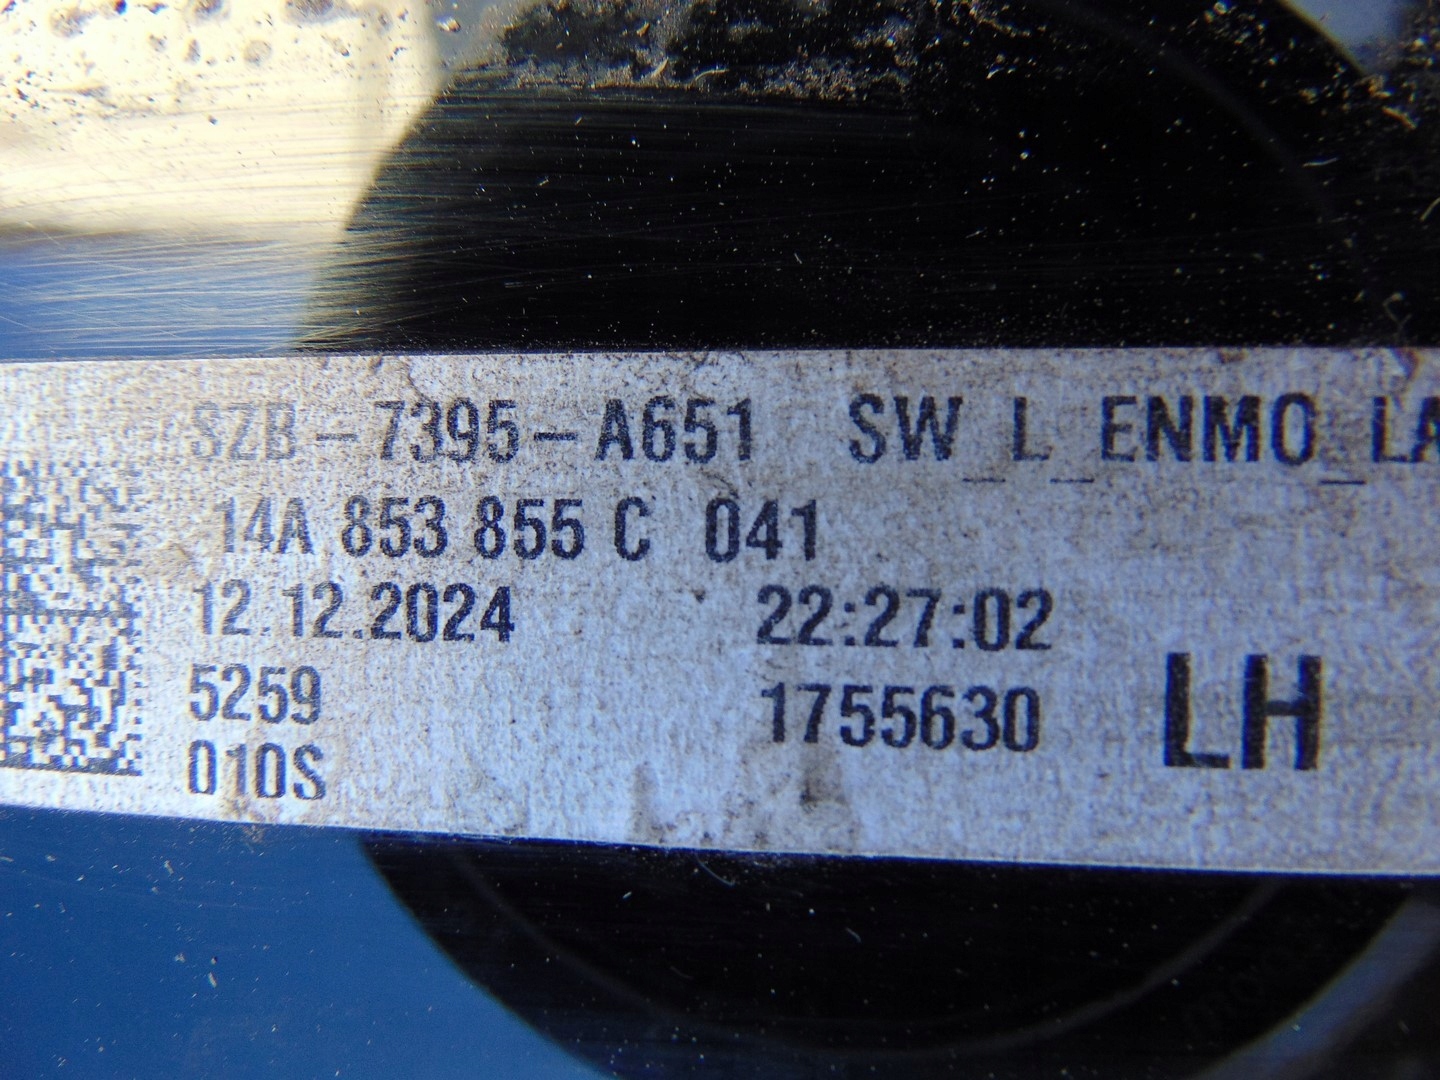 SZB-7395-A651 SW_L_ENMO_LA
14A 853 855 C 041
12.12.2024 22:27:02
5259 1755630 LH
010S